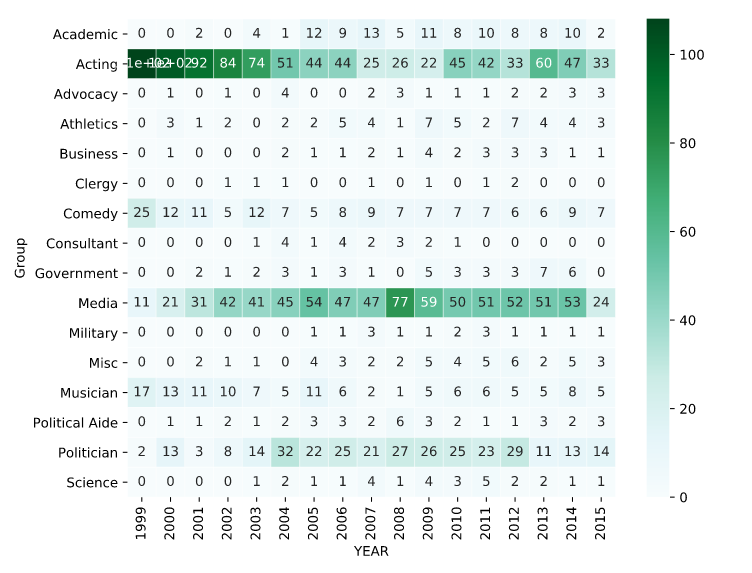 Academic 0 0 2 0 4 1 12 9 13 5 11 8 10 8 8 10 2
Acting 92 84 74 51 44 44 25 26 22 45 42 33 60 47 33
Advocacy 0 1 0 1 0 4 0 0 2 3 1 1 1 2 2 3 3
Athletics 0 3 1 2 0 2 2 5 4 1 7 5 2 7 4 4 3
Business 0 1 0 0 0 2 1 1 2 1 4 2 3 3 3 1 1
Clergy 0 0 0 1 1 1 0 0 1 0 1 0 1 2 0 0 0
Comedy 25 12 11 5 12 7 5 8 9 7 7 7 7 6 6 9 7
Consultant 0 0 0 0 1 4 1 4 2 3 2 1 0 0 0 0 0
Government 0 0 2 1 2 3 1 3 1 0 5 3 3 3 7 6 0
Media 11 21 31 42 41 45 54 47 47 77 59 50 51 52 51 53 24
Military 0 0 0 0 0 0 1 1 3 1 1 2 3 1 1 1 1
Misc 0 0 2 1 1 0 4 3 2 2 5 4 5 6 2 5 3
Musician 17 13 11 10 7 5 11 6 2 1 5 6 6 5 5 8 5
Political Aide 0 1 1 2 1 2 3 3 2 6 3 2 1 1 3 2 3
Politician 2 13 3 8 14 32 22 25 21 27 26 25 23 29 11 13 14
Science 0 0 0 0 1 2 1 1 4 1 4 3 5 2 2 1 1
1999 2000 2001 2002 2003 2004 2005 2006 2007 2008 2009 2010 2011 2012 2013 2014 2015
YEAR
Group
100
80
60
40
20
0